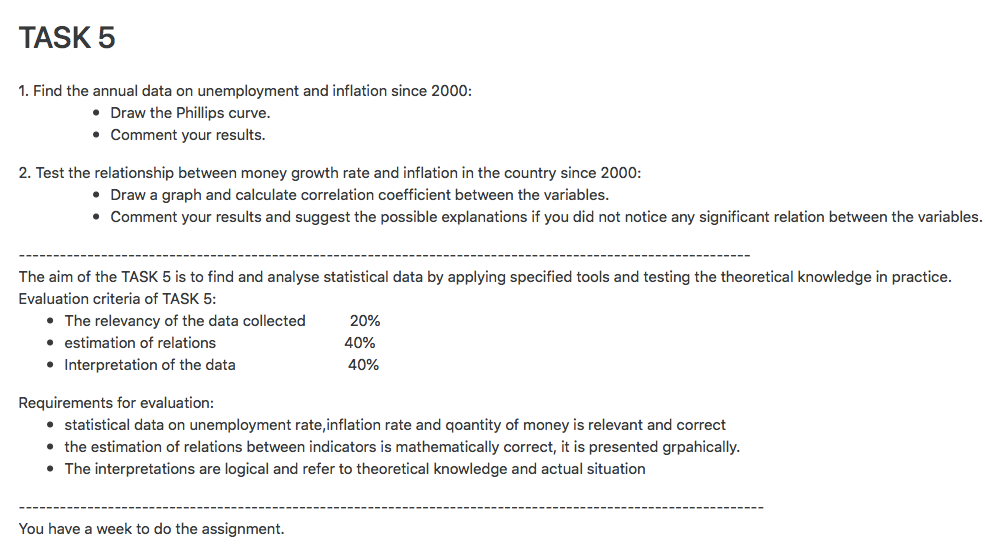 TASK 5
1. Find the annual data on unemployment and inflation since 2000:
• Draw the Phillips curve.
• Comment your results.
2. Test the relationship between money growth rate and inflation in the country since 2000:
• Draw a graph and calculate correlation coefficient between the variables.
• Comment your results and suggest the possible explanations if you did not notice any significant relation between the variables.
------------------------------------------------------------------------------------------------------------
The aim of the TASK 5 is to find and analyse statistical data by applying specified tools and testing the theoretical knowledge in practice.
Evaluation criteria of TASK 5:
• The relevancy of the data collected 20%
• estimation of relations 40%
• Interpretation of the data 40%
Requirements for evaluation:
• statistical data on unemployment rate,inflation rate and qoantity of money is relevant and correct
• the estimation of relations between indicators is mathematically correct, it is presented grpahically.
• The interpretations are logical and refer to theoretical knowledge and actual situation
--------------------------------------------------------------------------------------------------------------
You have a week to do the assignment.